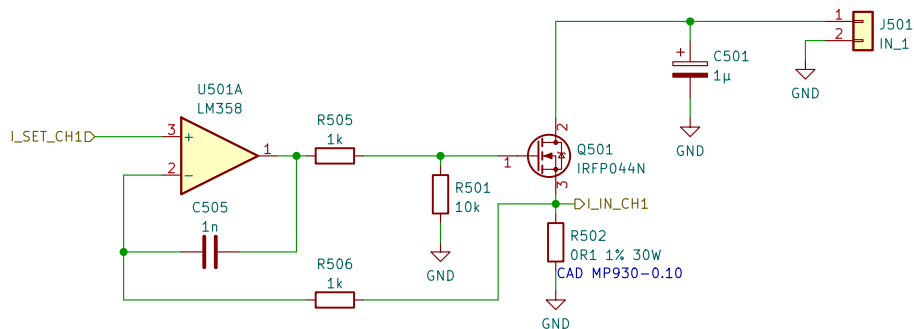 I_SET_CH1
U501A
LM358
3
+
2
−
1
R505
1k
C505
1n
R506
1k
R501
10k
GND
1
2
3
Q501
IRFP044N
I_IN_CH1
R502
0R1 1% 30W
CAD MP930-0.10
GND
+
C501
1µ
GND
1
2
J501
IN_1
GND